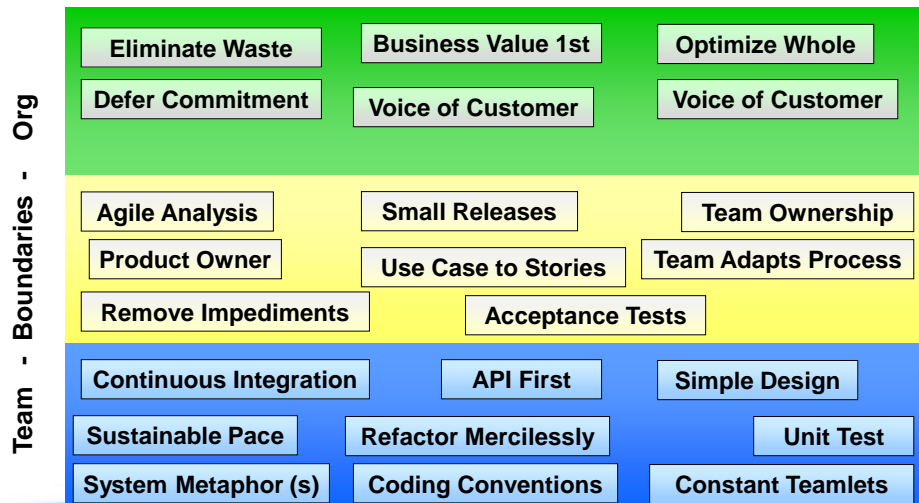 Team - Boundaries - Org
Eliminate Waste
Business Value 1st
Optimize Whole
Defer Commitment
Voice of Customer
Voice of Customer
Agile Analysis
Small Releases
Team Ownership
Product Owner
Use Case to Stories
Team Adapts Process
Remove Impediments
Acceptance Tests
Continuous Integration
API First
Simple Design
Sustainable Pace
Refactor Mercilessly
Unit Test
System Metaphor (s)
Coding Conventions
Constant Teamlets